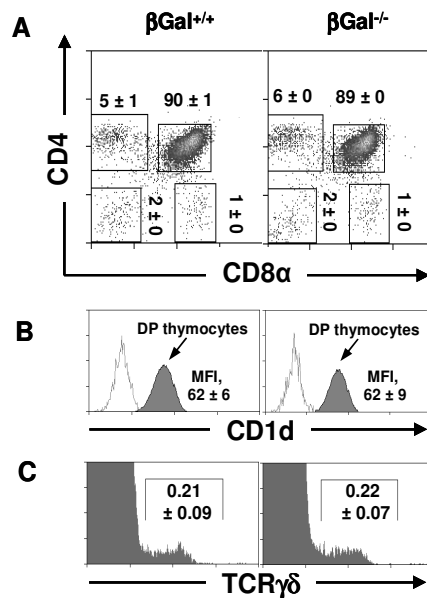 A
βGal+/+
βGal-/-
5 ± 1
90 ± 1
6 ± 0
89 ± 0
CD4
2 ± 0
1 ± 0
2 ± 0
1 ± 0
CD8α
B
DP thymocytes
MFI,
62 ± 6
DP thymocytes
MFI,
62 ± 9
CD1d
C
0.21
± 0.09
0.22
± 0.07
TCRγδ